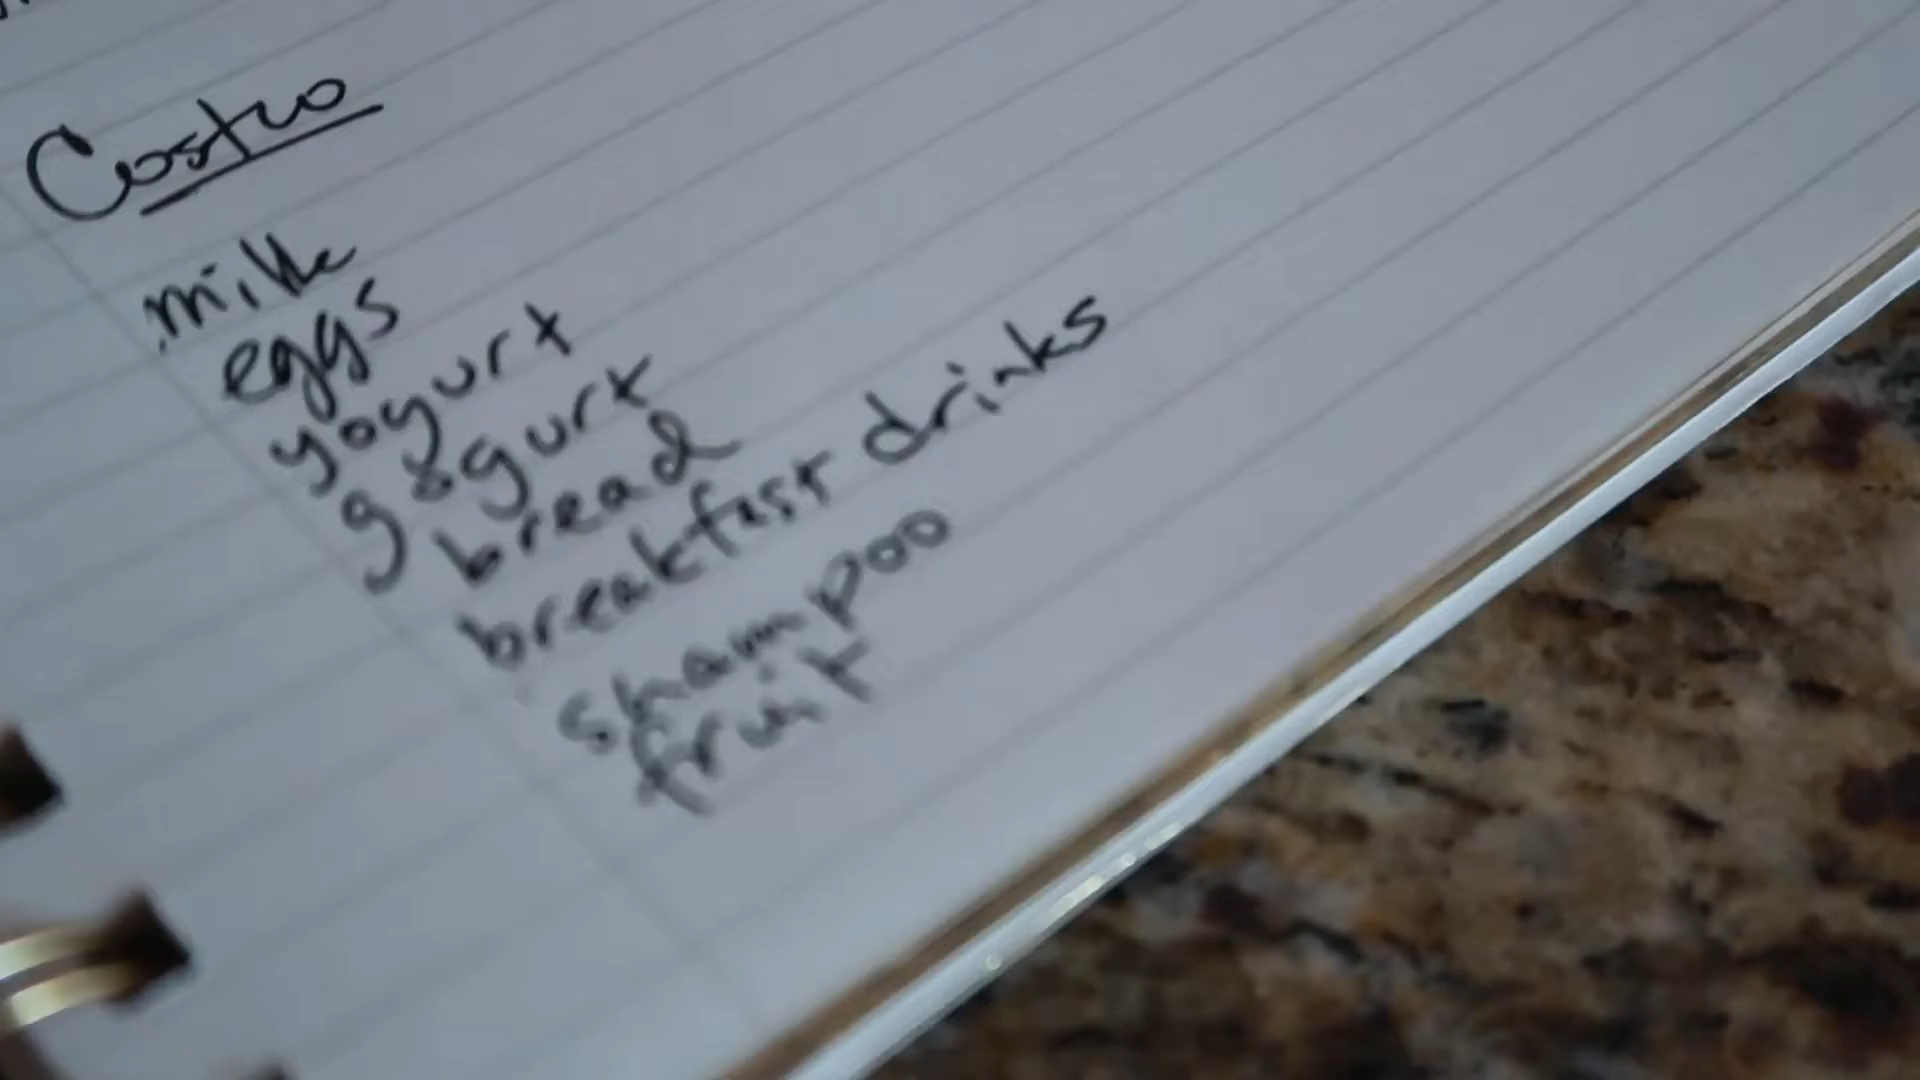 Costco
milk
eggs
yogurt
gogurt
bread
breakfast drinks
shampoo
fruit